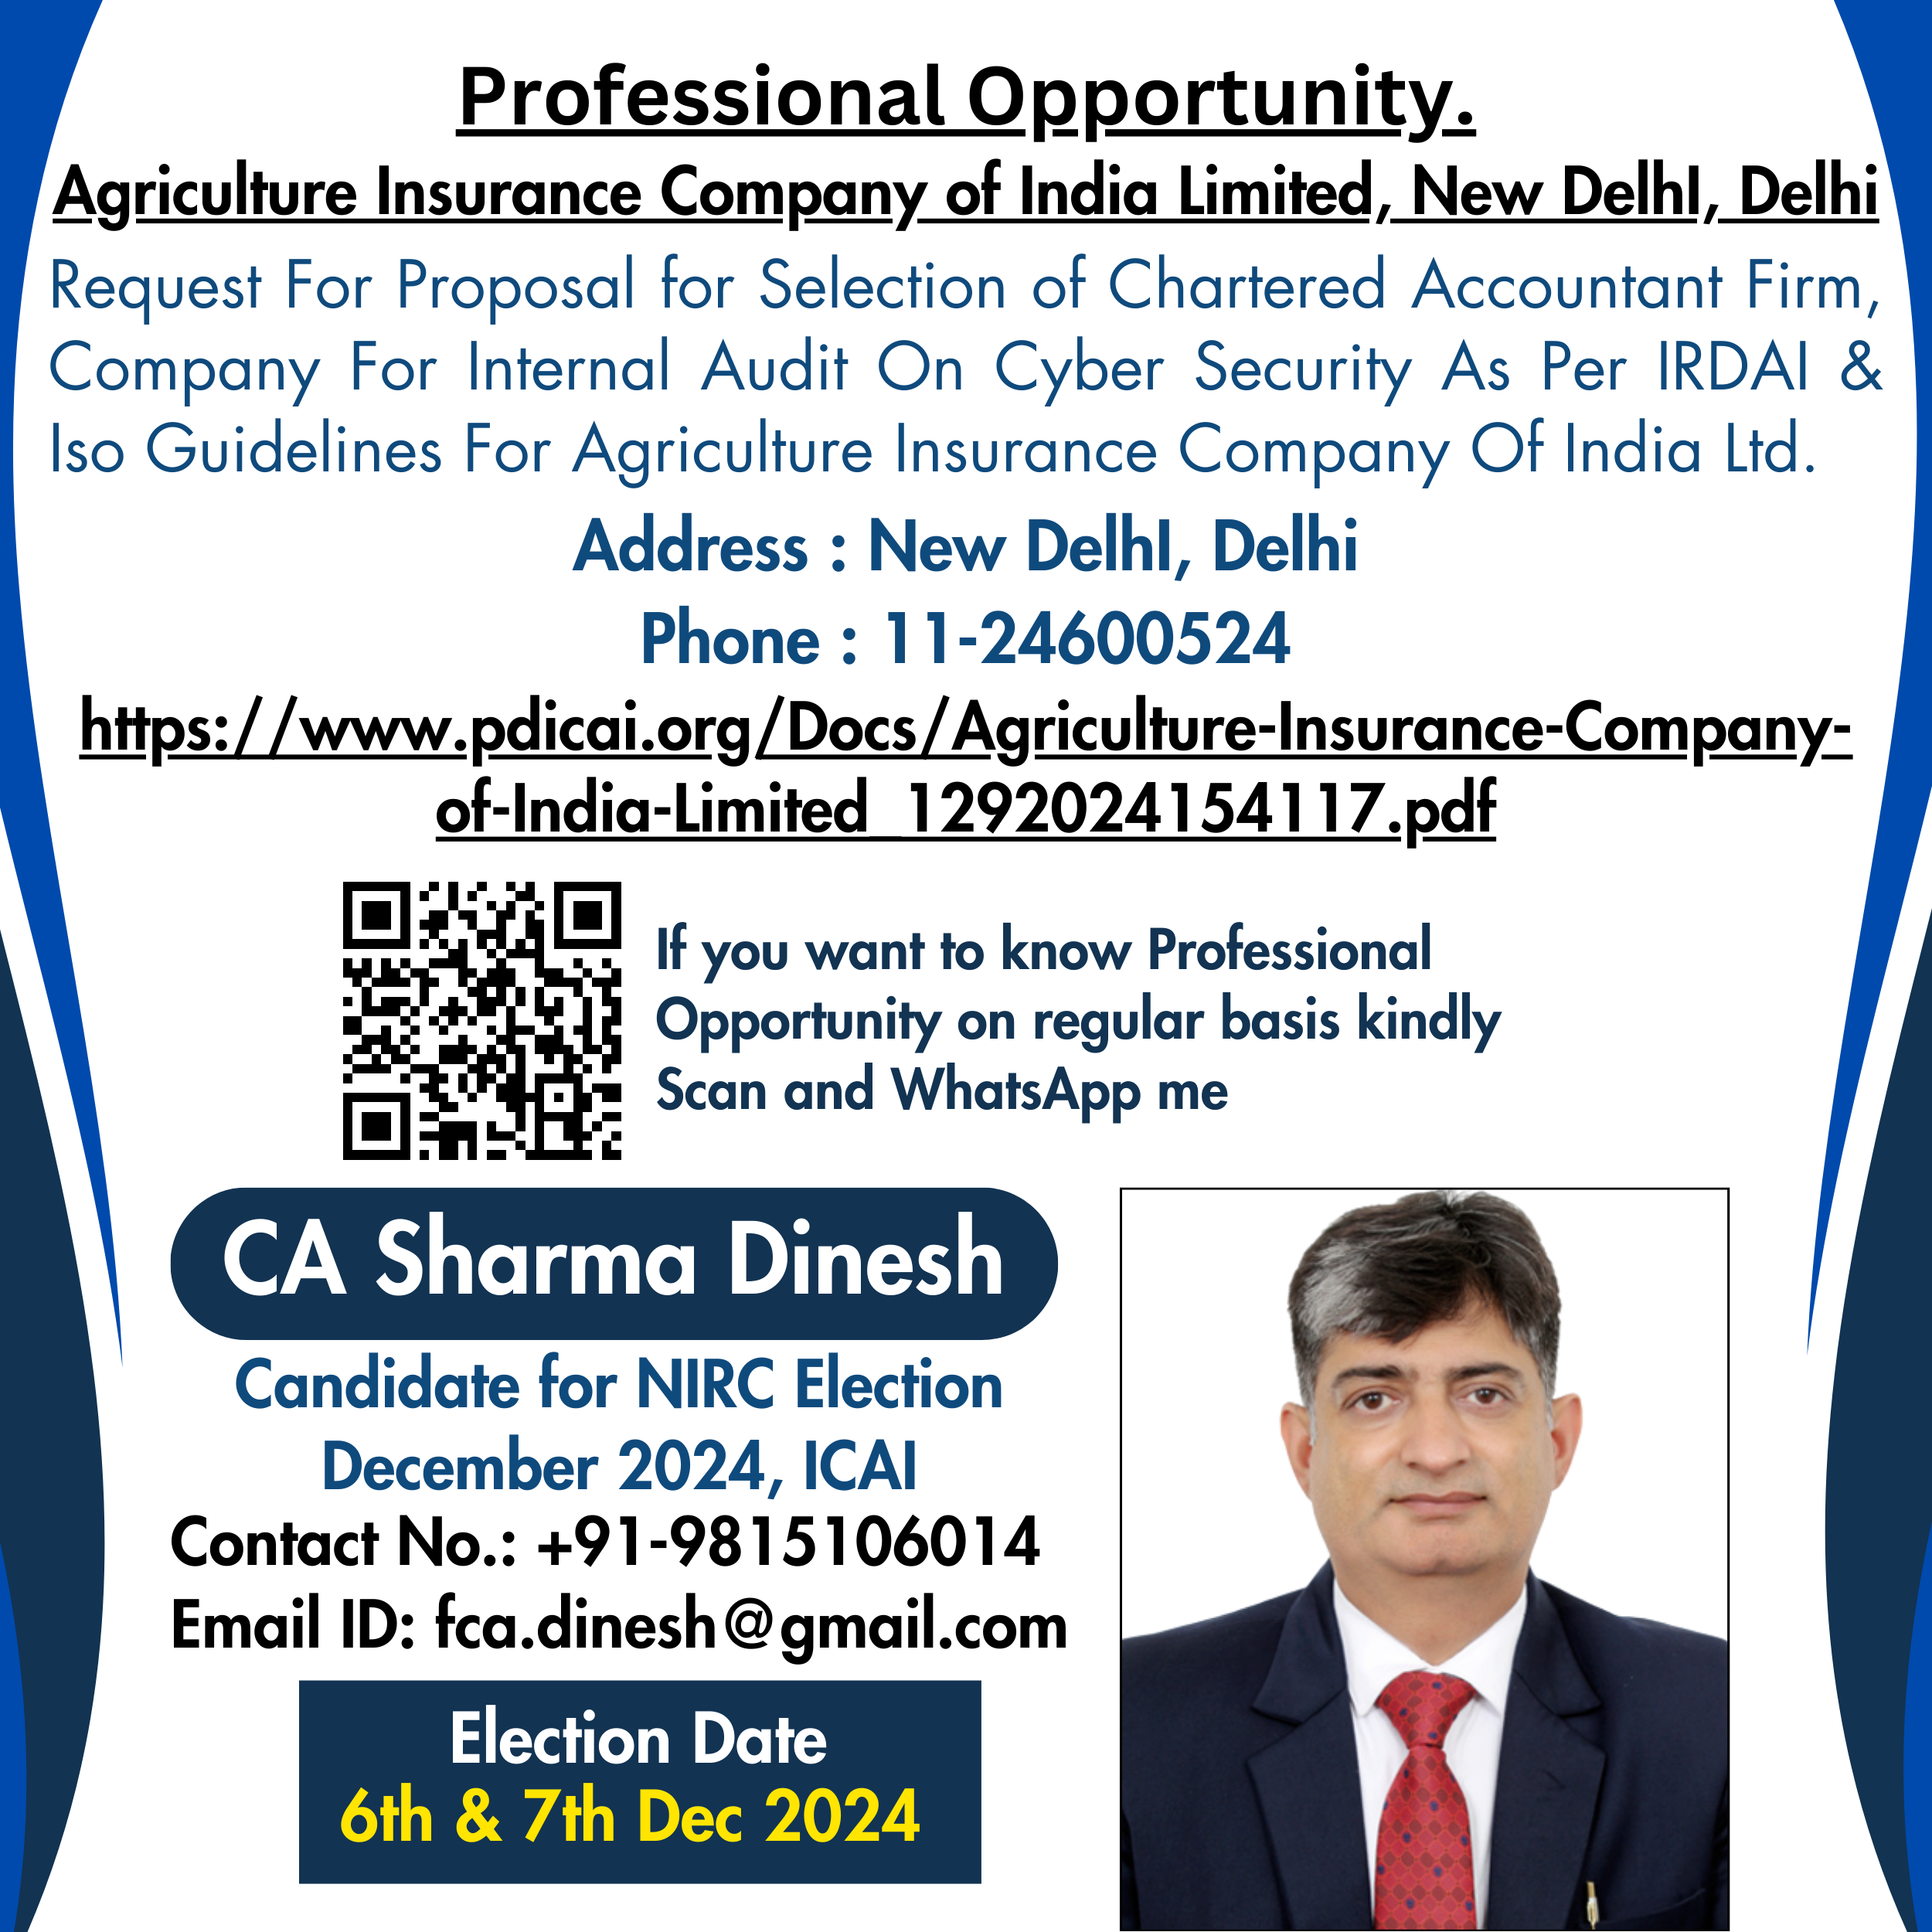 Professional Opportunity.
Agriculture Insurance Company of India Limited, New DelhI, Delhi
Request For Proposal for Selection of Chartered Accountant Firm,
Company For Internal Audit On Cyber Security As Per IRDAI &
Iso Guidelines For Agriculture Insurance Company Of India Ltd.
Address : New DelhI, Delhi
Phone : 11-24600524
https://www.pdicai.org/Docs/Agriculture-Insurance-Company-
of-India-Limited_1292024154117.pdf
If you want to know Professional
Opportunity on regular basis kindly
Scan and WhatsApp me
CA Sharma Dinesh
Candidate for NIRC Election
December 2024, ICAI
Contact No.: +91-9815106014
Email ID: fca.dinesh@gmail.com
Election Date
6th & 7th Dec 2024